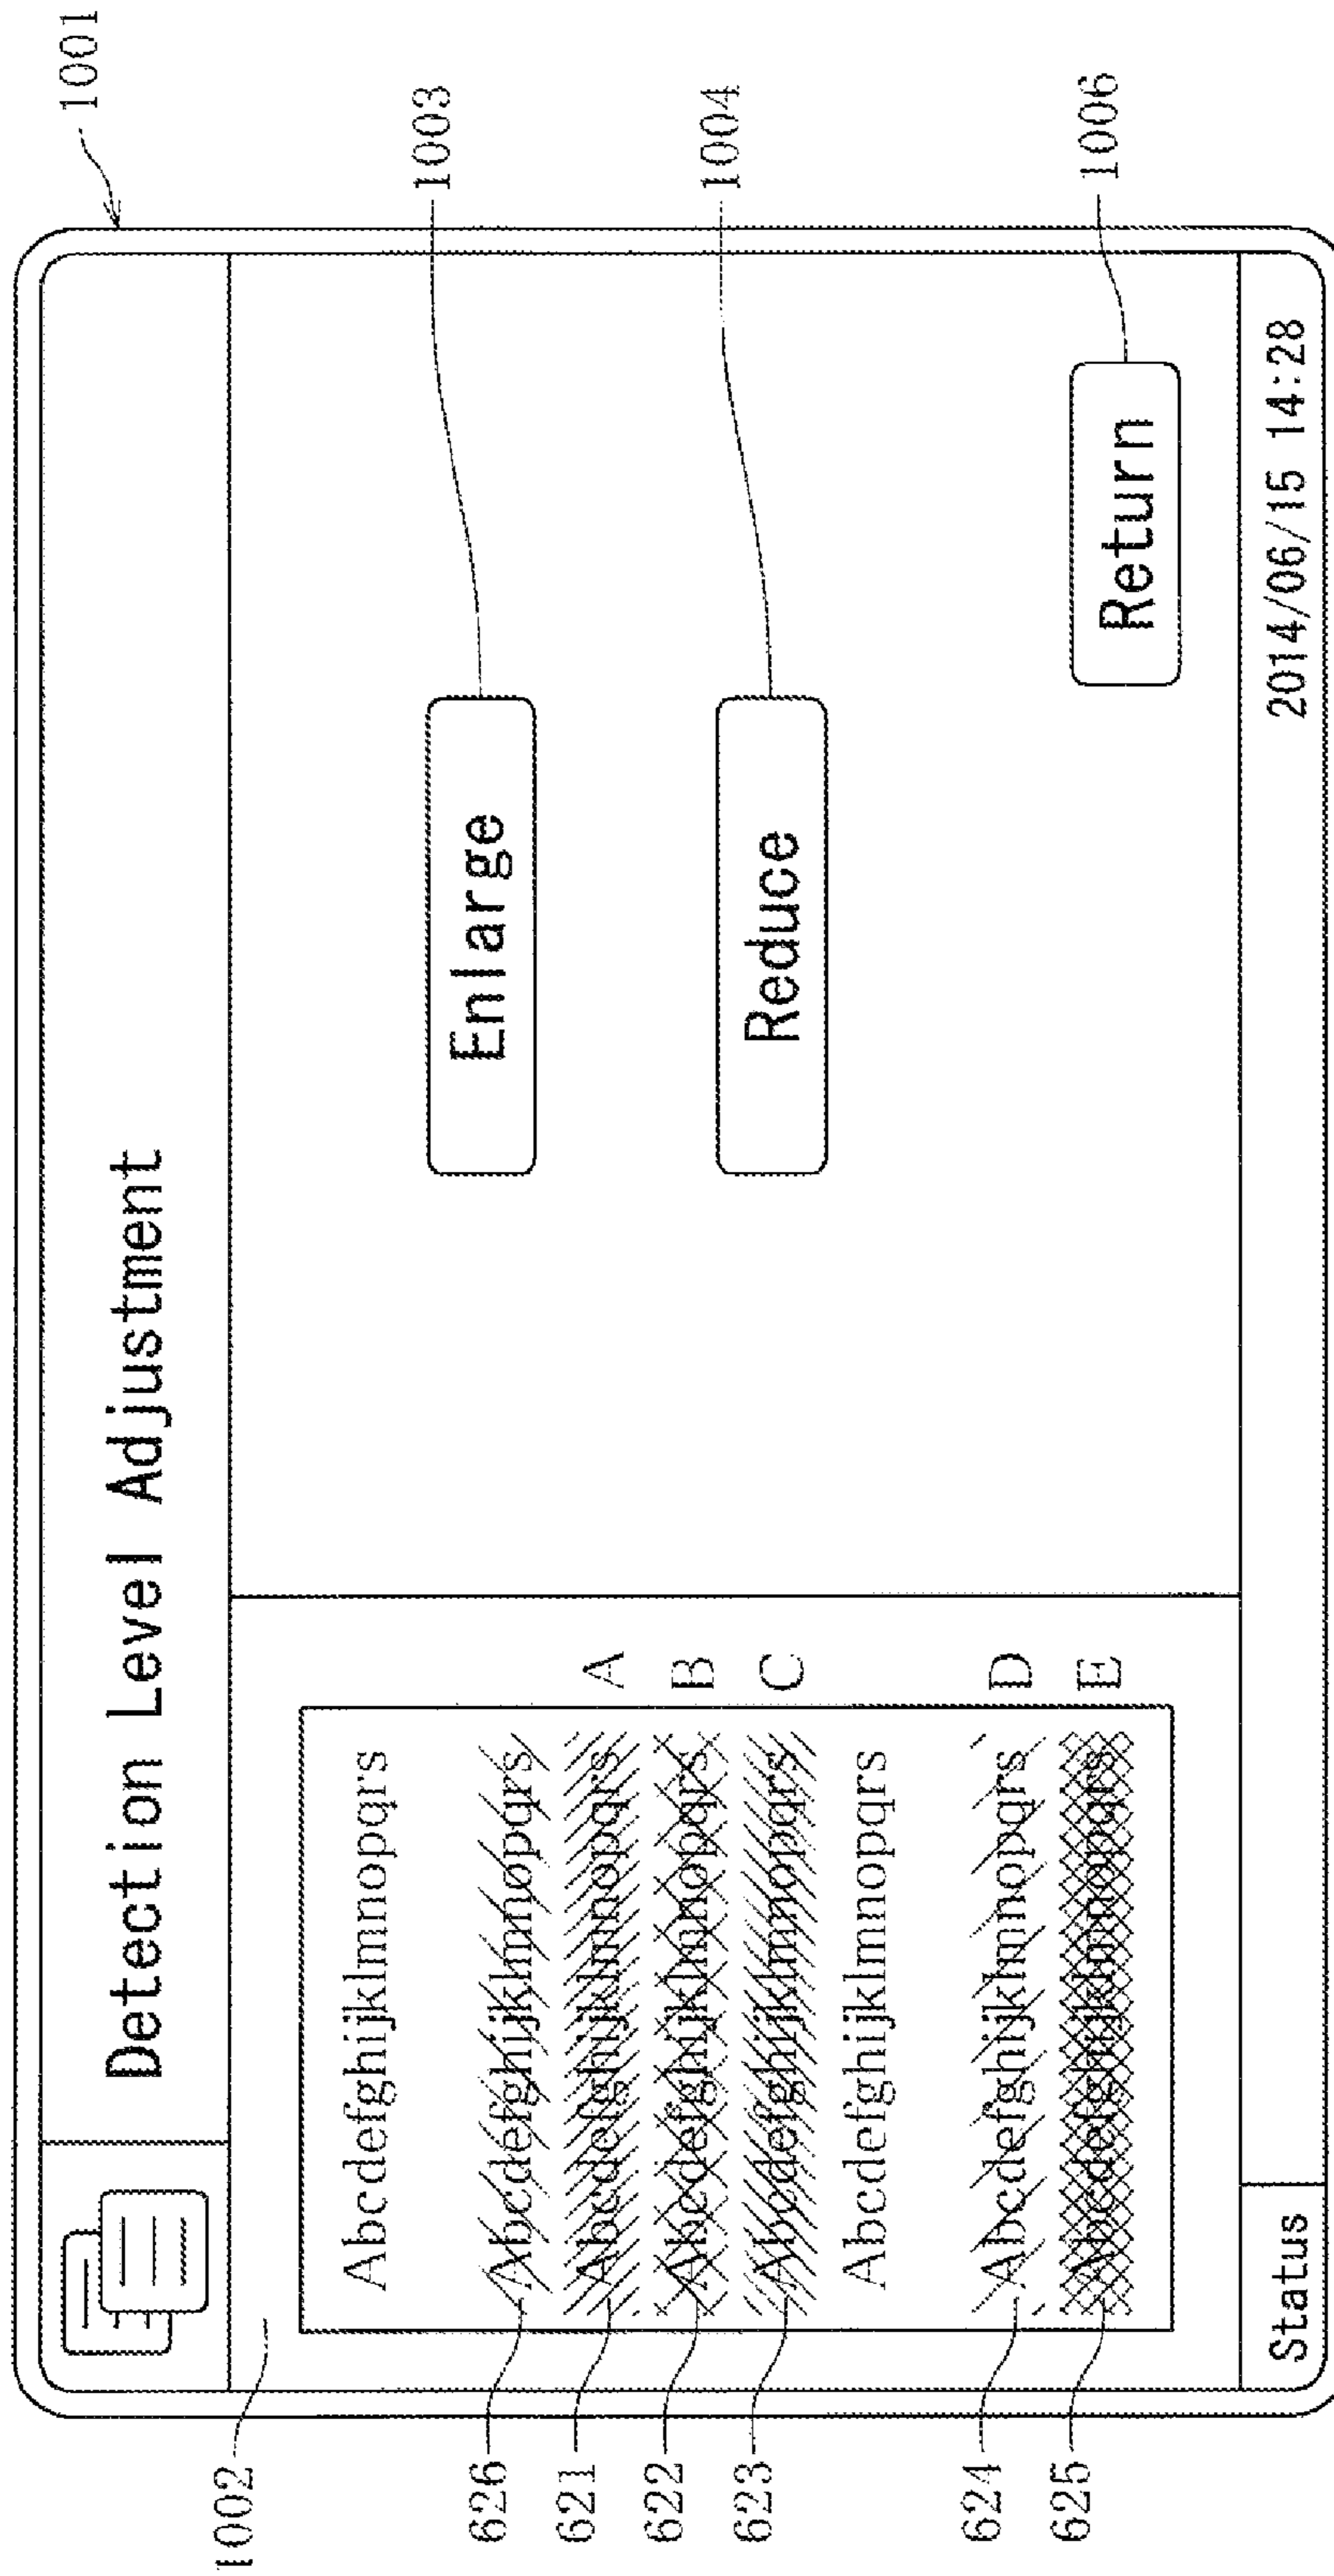 1001
Detection Level Adjustment
1002
Abcdefghijklmnopqrs
1003
Enlarge
626 Abcdefghijklmnopqrs
621 Abcdefghijklmnopqrs A
622 Abcdefghijklmnopqrs B
1004
Reduce
623 Abcdefghijklmnopqrs C
Abcdefghijklmnopqrs
624 Abcdefghijklmnopqrs D
625 Abcdefghijklmnopqrs E
1006
Return
Status
2014/06/15 14:28